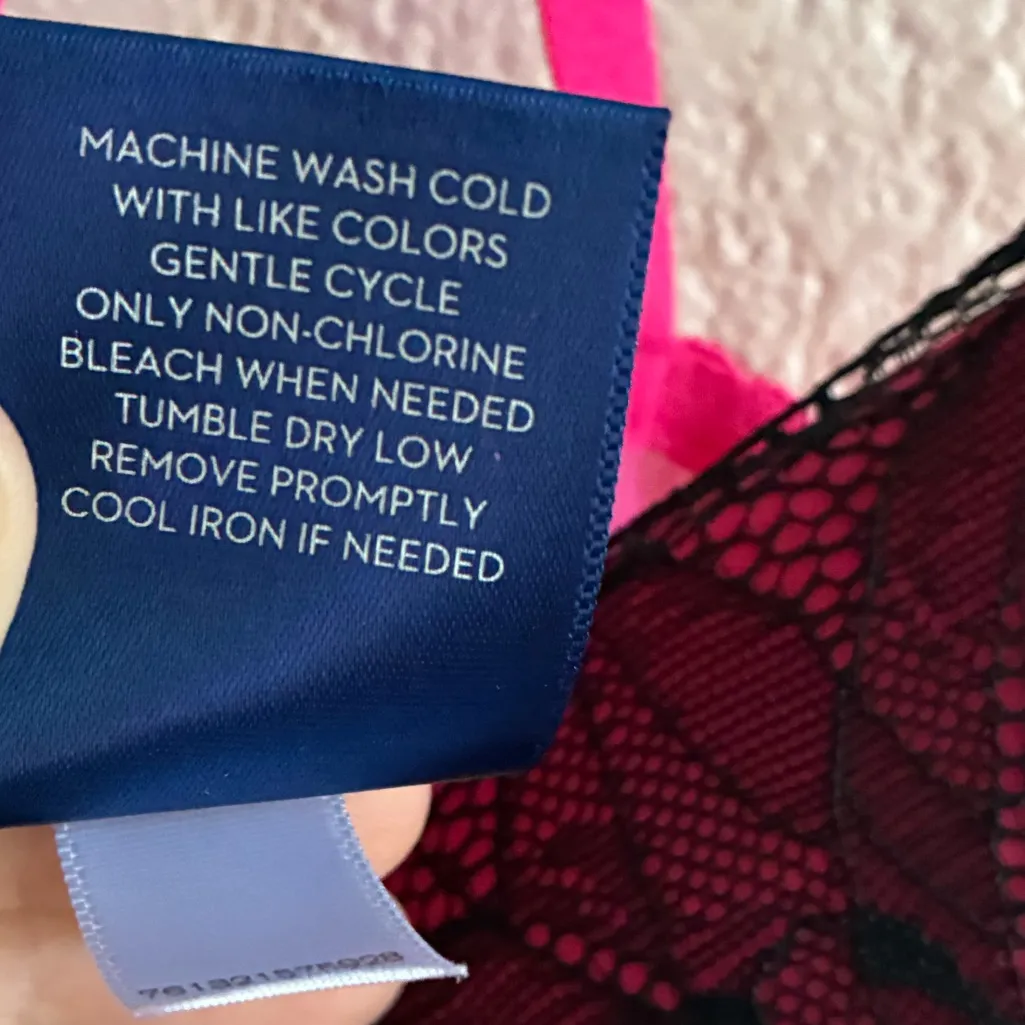 MACHINE WASH COLD
WITH LIKE COLORS
GENTLE CYCLE
ONLY NON-CHLORINE
BLEACH WHEN NEEDED
TUMBLE DRY LOW
REMOVE PROMPTLY
COOL IRON IF NEEDED